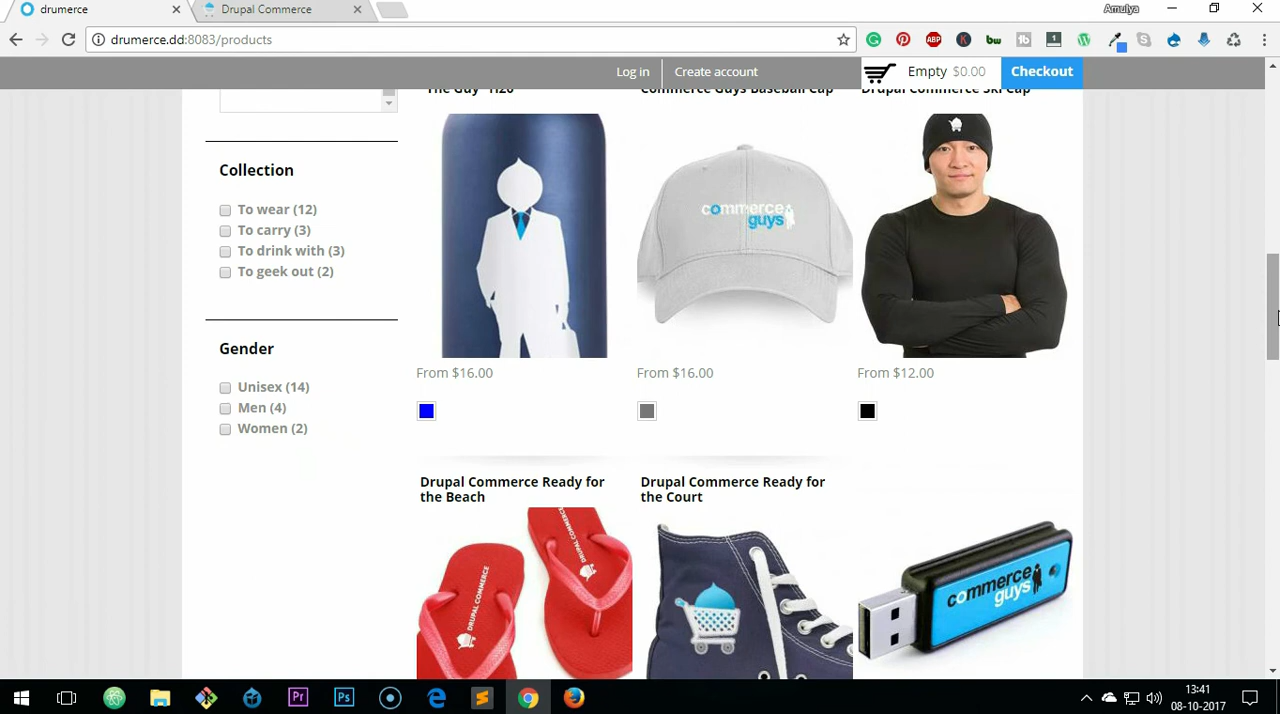 drumerce
Drupal Commerce
Amulya
drumerce.dd:8083/products
Log in
Create account
Empty $0.00
Checkout
Commerce Guys Baseball Cap
Drupal Commerce Ski Cap
Collection
To wear (12)
To carry (3)
To drink with (3)
To geek out (2)
Gender
Unisex (14)
Men (4)
Women (2)
commerce
guys
From $16.00
From $16.00
From $12.00
Drupal Commerce Ready for
the Beach
Drupal Commerce Ready for
the Court
DRUPAL COMMERCE
DRUPAL COMMERCE
commerce
guys
13:41
08-10-2017